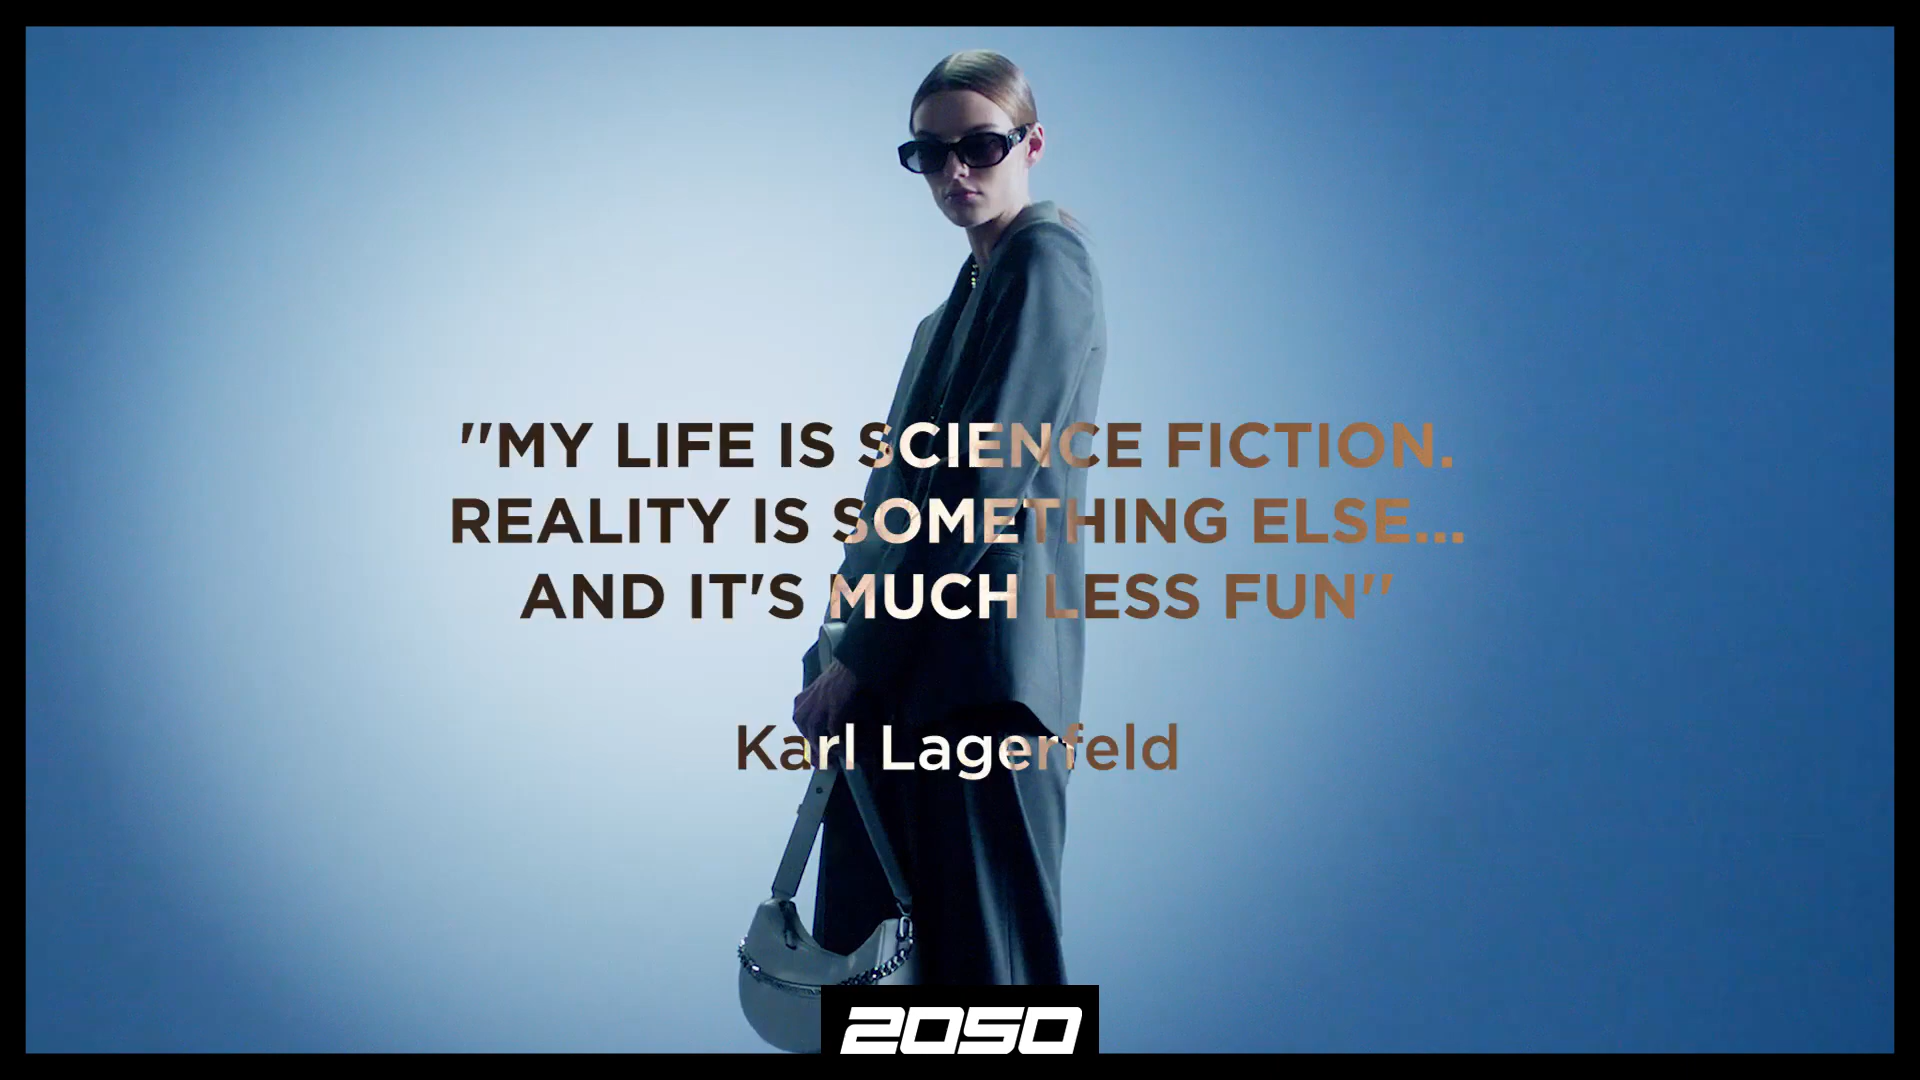 "MY LIFE IS SCIENCE FICTION.
REALITY IS SOMETHING ELSE...
AND IT'S MUCH LESS FUN"
Karl Lagerfeld
2050